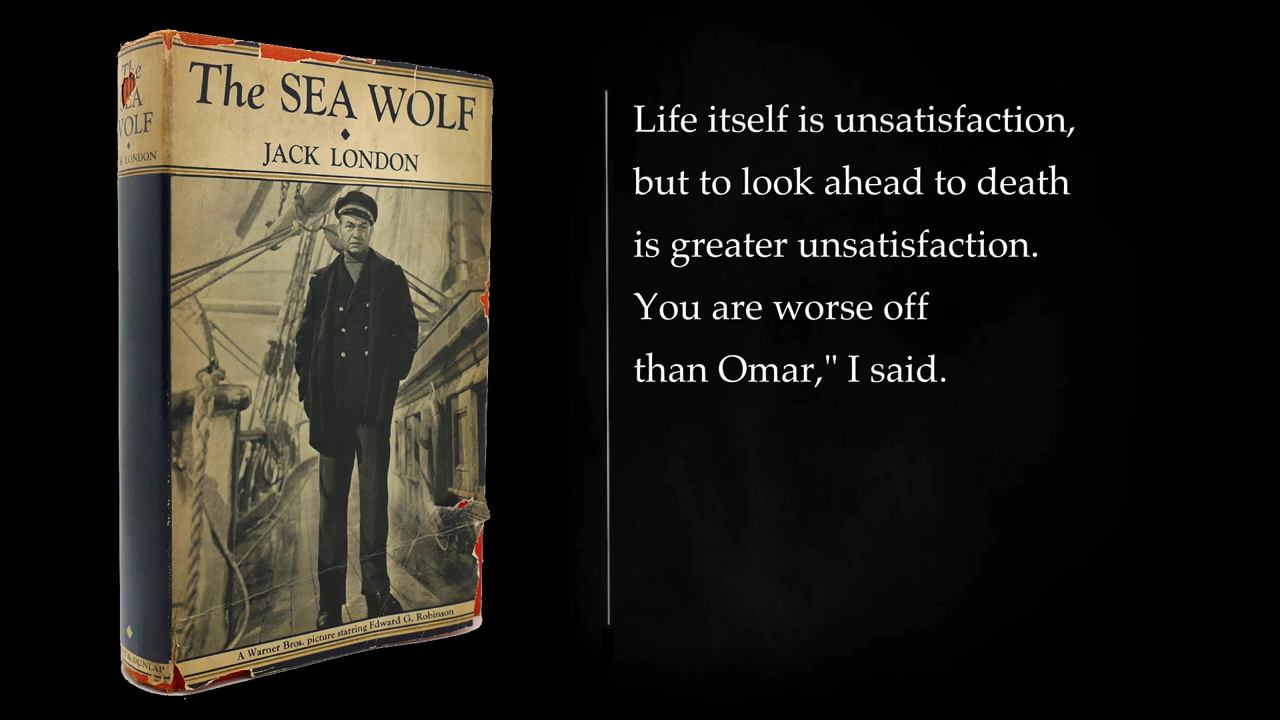 The SEA WOLF
JACK LONDON
A Warner Bros. picture starring Edward G. Robinson
The
SEA
WOLF
LONDON
DUNLAP
Life itself is unsatisfaction,
but to look ahead to death
is greater unsatisfaction.
You are worse off
than Omar," I said.